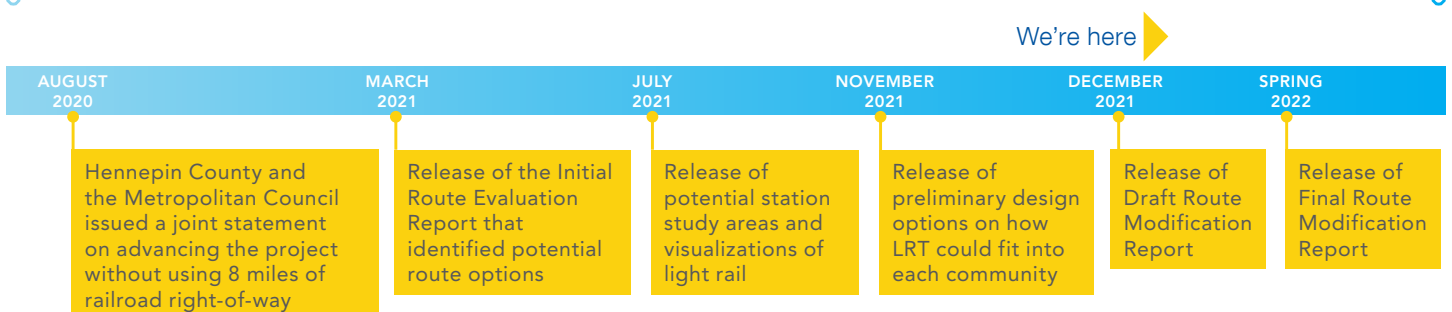 We're here
AUGUST
2020
MARCH
2021
JULY
2021
NOVEMBER
2021
DECEMBER
2021
SPRING
2022
Hennepin County and
the Metropolitan Council
issued a joint statement
on advancing the project
without using 8 miles of
railroad right-of-way
Release of the Initial
Route Evaluation
Report that
identified potential
route options
Release of
potential station
study areas and
visualizations of
light rail
Release of
preliminary design
options on how
LRT could fit into
each community
Release of
Draft Route
Modification
Report
Release of
Final Route
Modification
Report